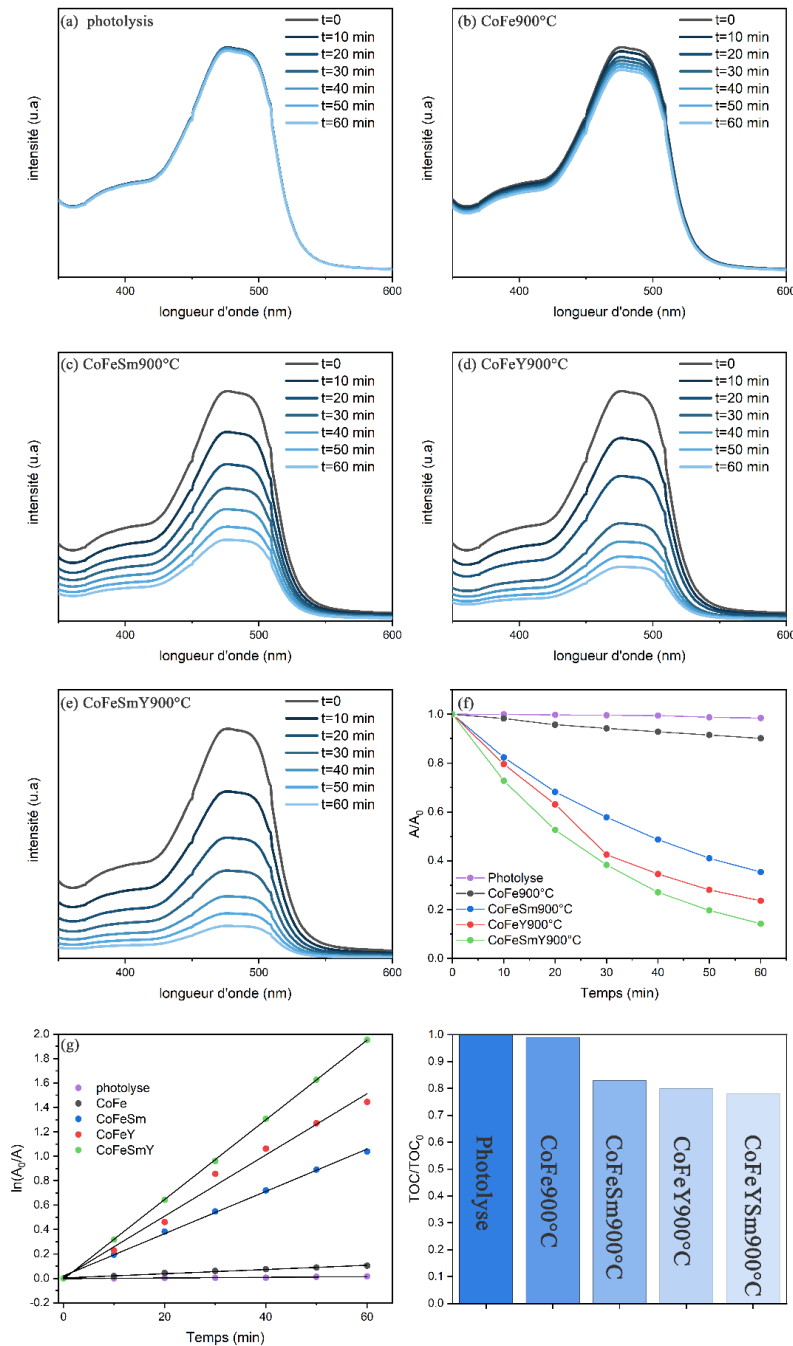 (a) photolysis
t=0
t=10 min
t=20 min
t=30 min
t=40 min
t=50 min
t=60 min
intensité (u.a)
400
500
600
longueur d'onde (nm)
(b) CoFe900°C
t=0
t=10 min
t=20 min
t=30 min
t=40 min
t=50 min
t=60 min
intensité (u.a)
400
500
600
longueur d'onde (nm)
(c) CoFeSm900°C
t=0
t=10 min
t=20 min
t=30 min
t=40 min
t=50 min
t=60 min
intensité (u.a)
400
500
600
longueur d'onde (nm)
(d) CoFeY900°C
t=0
t=10 min
t=20 min
t=30 min
t=40 min
t=50 min
t=60 min
intensité (u.a)
400
500
600
longueur d'onde (nm)
(e) CoFeSmY900°C
t=0
t=10 min
t=20 min
t=30 min
t=40 min
t=50 min
t=60 min
intensité (u.a)
400
500
600
longueur d'onde (nm)
(f)
1.0
0.8
0.6
0.4
0.2
0.0
A/A₀
Photolyse
CoFe900°C
CoFeSm900°C
CoFeY900°C
CoFeSmY900°C
0
10
20
30
40
50
60
Temps (min)
(g)
2.0
1.8
1.6
1.4
1.2
1.0
0.8
0.6
0.4
0.2
0.0
-0.2
ln(A₀/A)
photolyse
CoFe
CoFeSm
CoFeY
CoFeSmY
0
10
20
30
40
50
60
Temps (min)
1.0
0.9
0.8
0.7
0.6
0.5
0.4
0.3
0.2
0.1
0.0
TOC/TOC₀
Photolyse
CoFe900°C
CoFeSm900°C
CoFeY900°C
CoFeYSm900°C